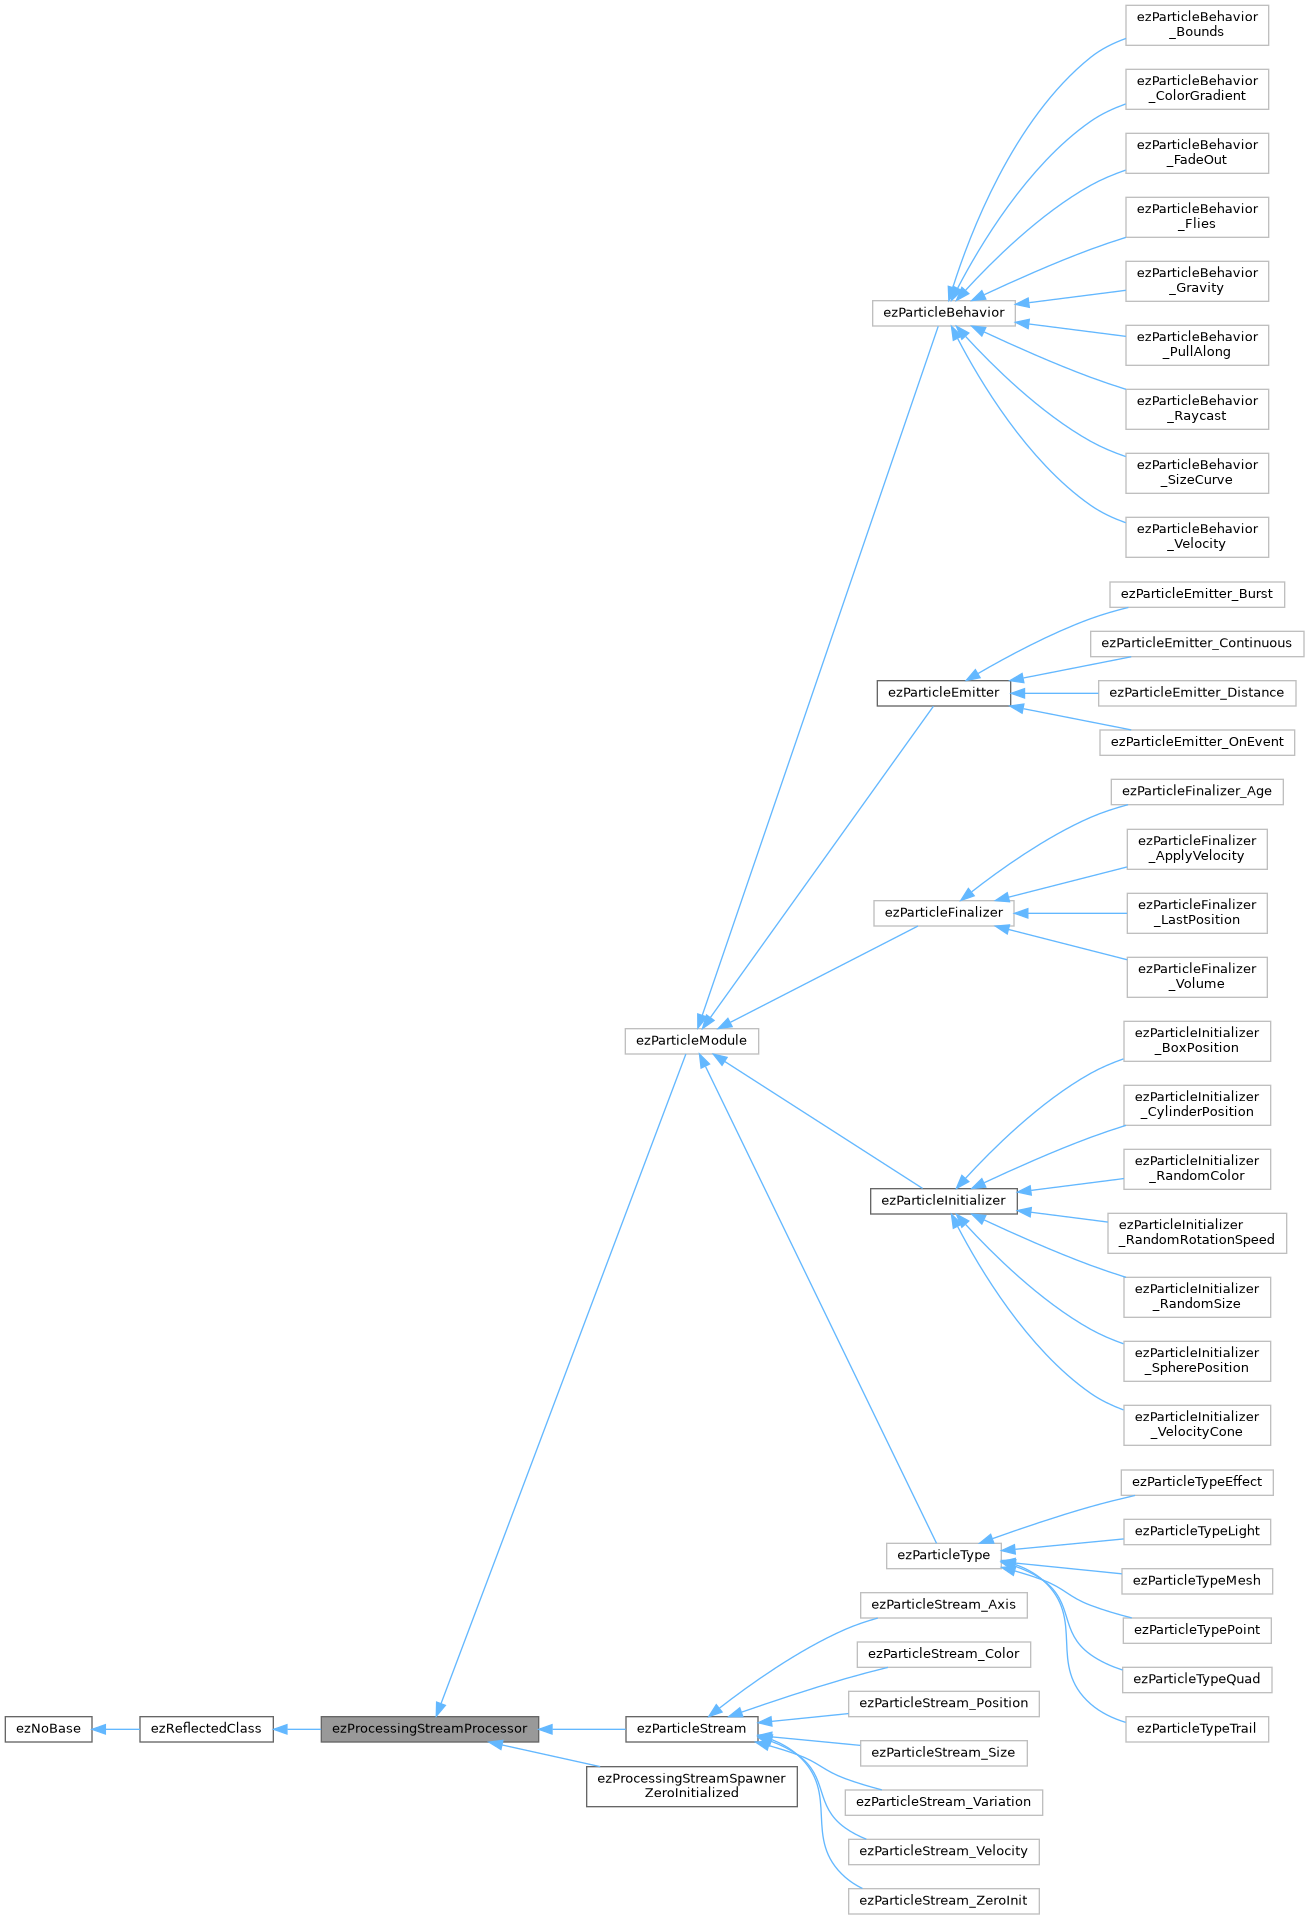 ezParticleBehavior
_Bounds
ezParticleBehavior
_ColorGradient
ezParticleBehavior
_FadeOut
ezParticleBehavior
_Flies
ezParticleBehavior
_Gravity
ezParticleBehavior
ezParticleBehavior
_PullAlong
ezParticleBehavior
_Raycast
ezParticleBehavior
_SizeCurve
ezParticleBehavior
_Velocity
ezParticleEmitter_Burst
ezParticleEmitter_Continuous
ezParticleEmitter
ezParticleEmitter_Distance
ezParticleEmitter_OnEvent
ezParticleFinalizer_Age
ezParticleFinalizer
_ApplyVelocity
ezParticleFinalizer
ezParticleFinalizer
_LastPosition
ezParticleFinalizer
_Volume
ezParticleModule
ezParticleInitializer
_BoxPosition
ezParticleInitializer
_CylinderPosition
ezParticleInitializer
_RandomColor
ezParticleInitializer
ezParticleInitializer
_RandomRotationSpeed
ezParticleInitializer
_RandomSize
ezParticleInitializer
_SpherePosition
ezParticleInitializer
_VelocityCone
ezParticleTypeEffect
ezParticleTypeLight
ezParticleType
ezParticleTypeMesh
ezParticleTypePoint
ezParticleTypeQuad
ezParticleTypeTrail
ezParticleStream_Axis
ezParticleStream_Color
ezParticleStream_Position
ezNoBase
ezReflectedClass
ezProcessingStreamProcessor
ezParticleStream
ezParticleStream_Size
ezProcessingStreamSpawner
ZeroInitialized
ezParticleStream_Variation
ezParticleStream_Velocity
ezParticleStream_ZeroInit